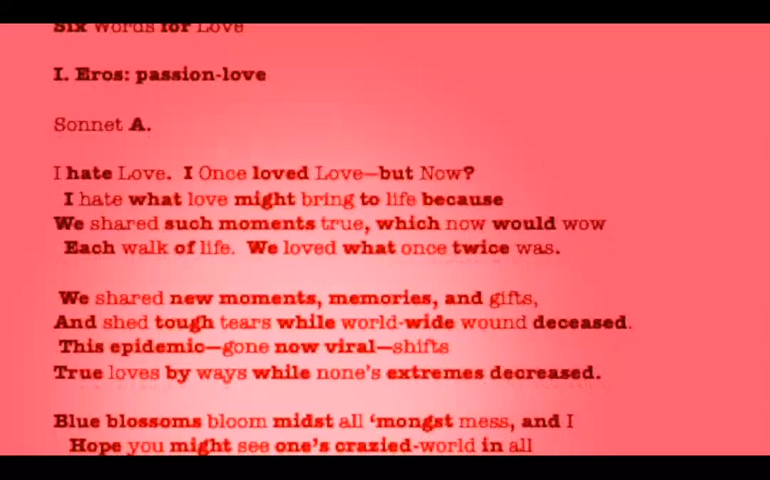 Six Words for Love
I. Eros: passion-love
Sonnet A.
I hate Love. I Once loved Love—but Now?
I hate what love might bring to life because
We shared such moments true, which now would wow
Each walk of life. We loved what once twice was.
We shared new moments, memories, and gifts,
And shed tough tears while world-wide wound deceased.
This epidemic—gone now viral—shifts
True loves by ways while none's extremes decreased.
Blue blossoms bloom midst all ‘mongst mess, and I
Hope you might see one's crazied-world in all